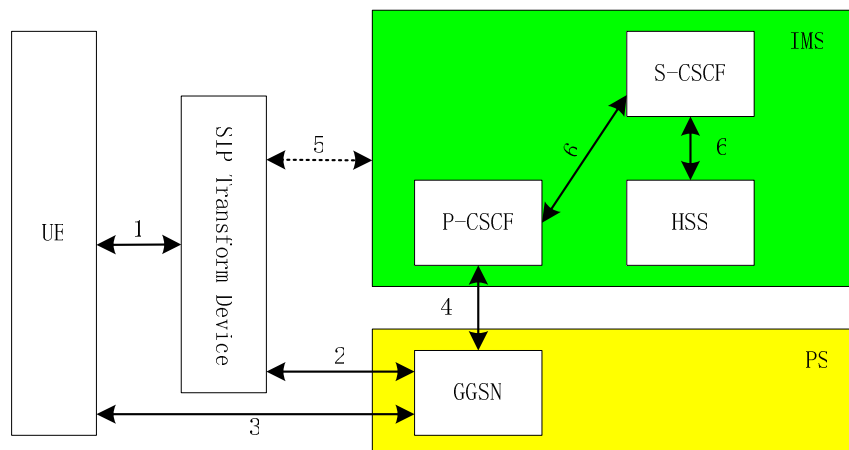 IMS
S-CSCF
SIP Transform Device
5
6
6
P-CSCF
HSS
UE
1
4
2
PS
GGSN
3